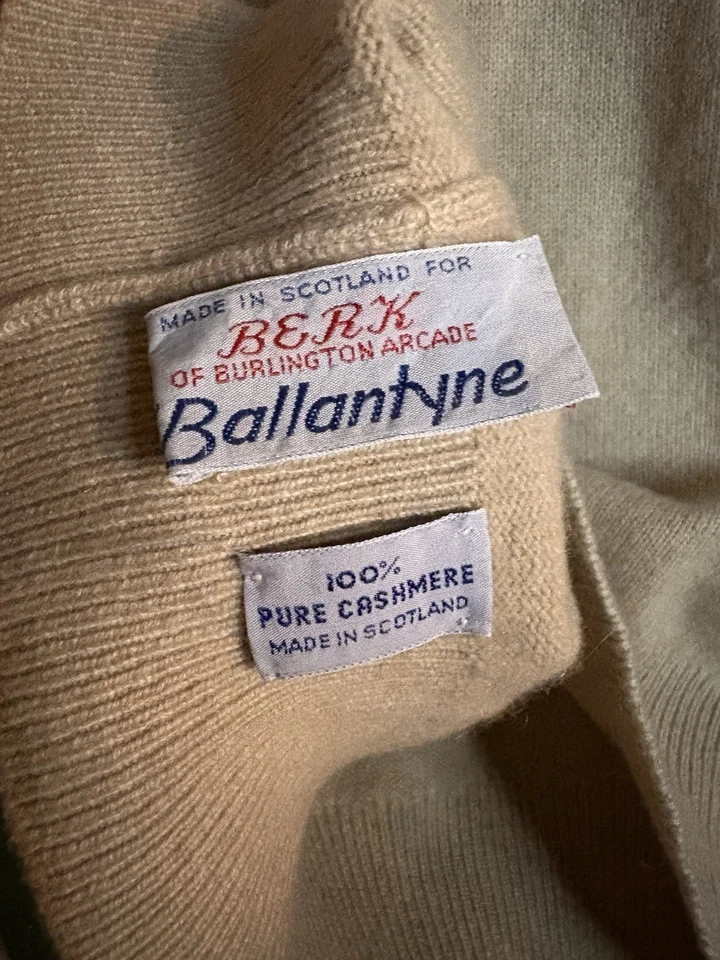 MADE IN SCOTLAND FOR
BERK
OF BURLINGTON ARCADE
Ballantyne
100%
PURE CASHMERE
MADE IN SCOTLAND